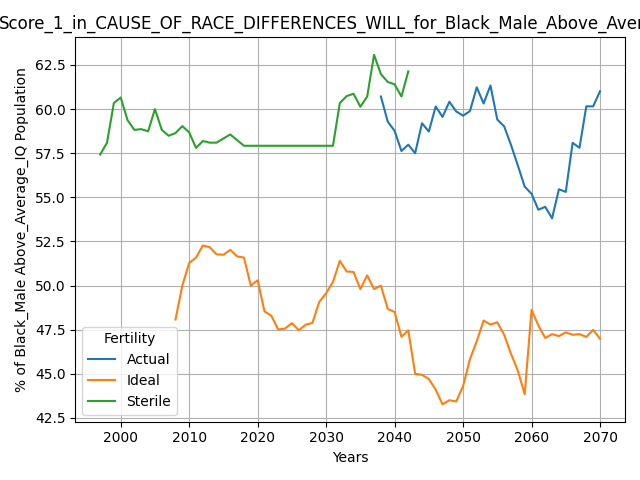 Score_1_in_CAUSE_OF_RACE_DIFFERENCES_WILL_for_Black_Male_Above_Aver
% of Black_Male Above_Average_IQ Population
62.5
60.0
57.5
55.0
52.5
50.0
47.5
45.0
42.5
Fertility
Actual
Ideal
Sterile
2000 2010 2020 2030 2040 2050 2060 2070
Years